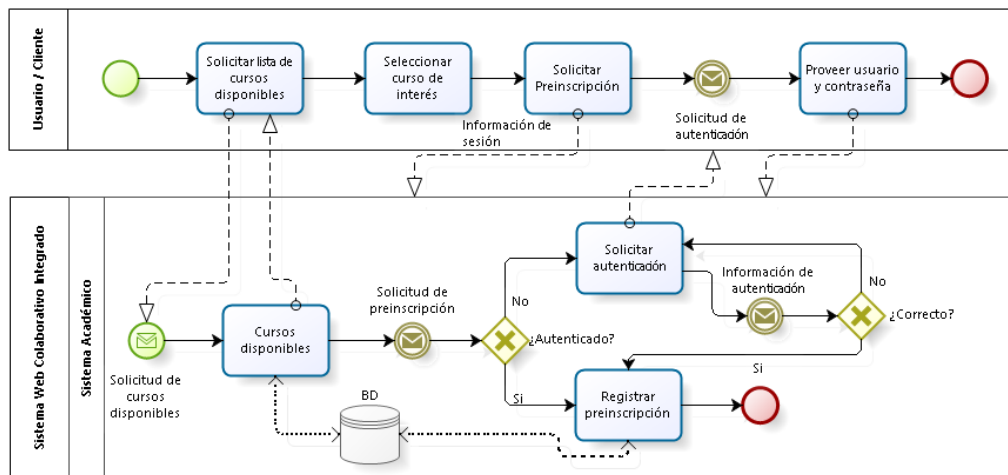 Usuario / Cliente
Solicitar lista de
cursos
disponibles
Seleccionar
curso de
interés
Solicitar
Preinscripción
Solicitud de
autenticación
Proveer usuario
y contraseña
Información de
sesión
Sistema Web Colaborativo Integrado
Sistema Académico
Solicitud de
cursos
disponibles
Cursos
disponibles
Solicitud de
preinscripción
¿Autenticado?
No
Si
Solicitar
autenticación
Información de
autenticación
¿Correcto?
No
Si
Registrar
preinscripción
BD